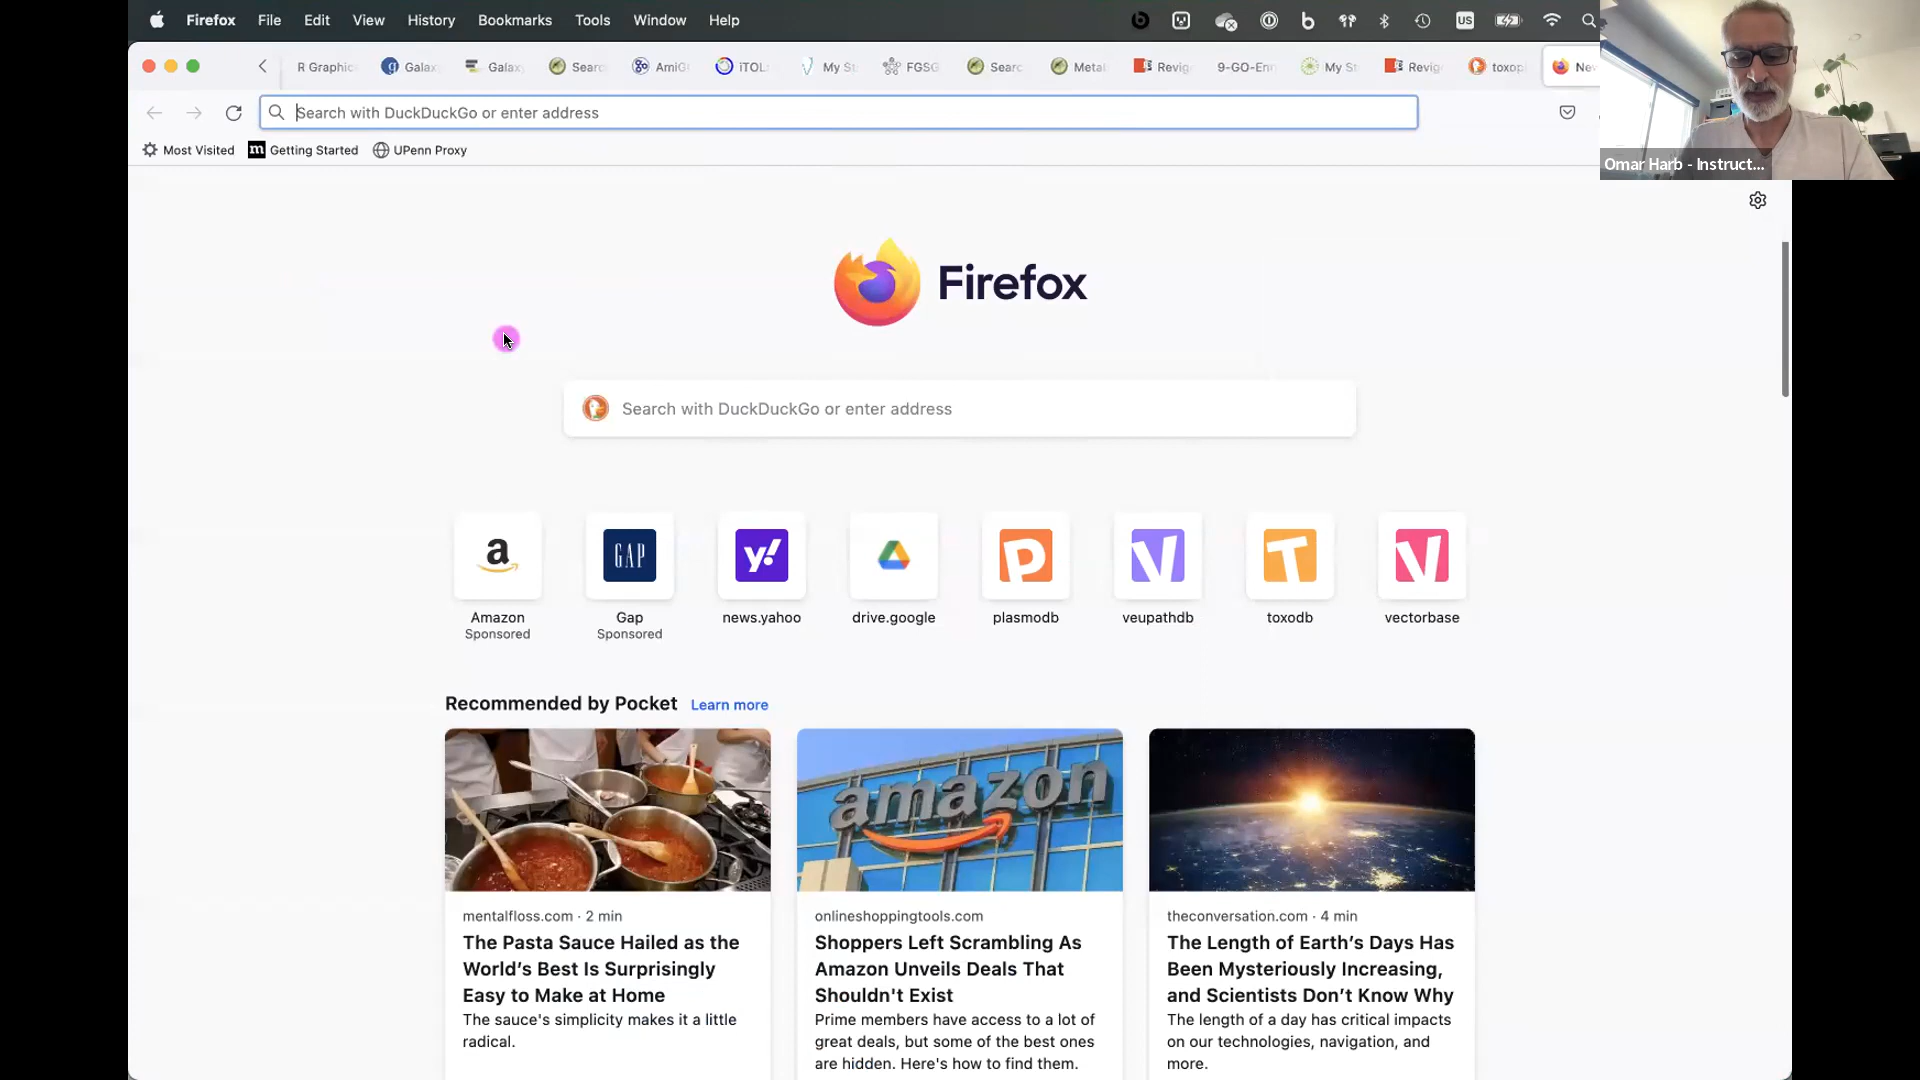 Firefox File Edit View History Bookmarks Tools Window Help
US
R Graphic Galax Galaxy Searc AmiG iTOL: My St FGSG Searc Metab Revig 9-GO-Enr My St Revig toxop New
Search with DuckDuckGo or enter address
Most Visited Getting Started UPenn Proxy
Omar Harb - Instruct...
Firefox
Search with DuckDuckGo or enter address
GAP
Amazon Gap news.yahoo drive.google plasmodb veupathdb toxodb vectorbase
Sponsored Sponsored
Recommended by Pocket Learn more
amazon
mentalfloss.com · 2 min
The Pasta Sauce Hailed as the
World’s Best Is Surprisingly
Easy to Make at Home
The sauce's simplicity makes it a little
radical.
onlineshoppingtools.com
Shoppers Left Scrambling As
Amazon Unveils Deals That
Shouldn't Exist
Prime members have access to a lot of
great deals, but some of the best ones
are hidden. Here's how to find them.
theconversation.com · 4 min
The Length of Earth’s Days Has
Been Mysteriously Increasing,
and Scientists Don’t Know Why
The length of a day has critical impacts
on our technologies, navigation, and
more.